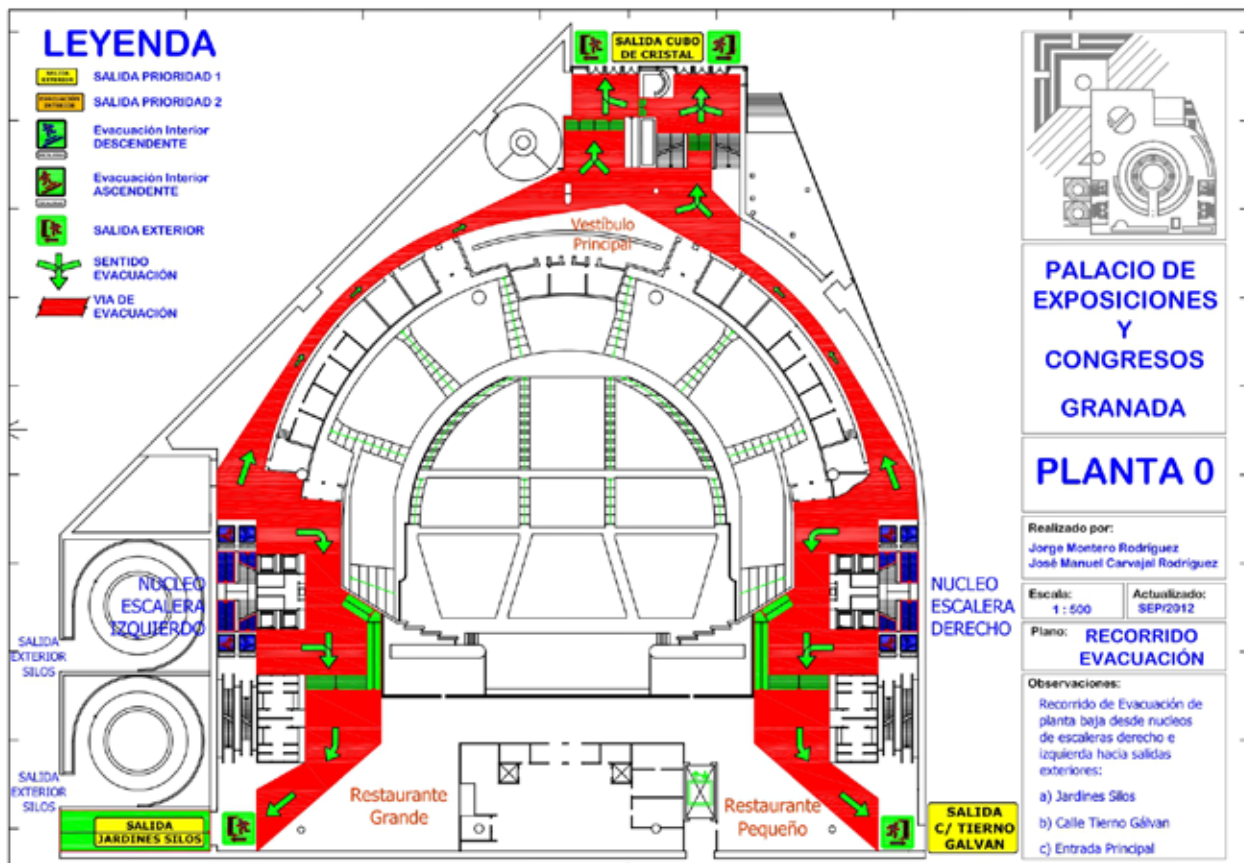 LEYENDA
SALIDA PRIORIDAD 1
SALIDA PRIORIDAD 2
Evacuación Interior
DESCENDENTE
Evacuación Interior
ASCENDENTE
SALIDA EXTERIOR
SENTIDO
EVACUACIÓN
VIA DE
EVACUACIÓN
SALIDA CUBO
DE CRISTAL
Vestíbulo
Principal
NUCLEO
ESCALERA
IZQUIERDO
NUCLEO
ESCALERA
DERECHO
SALIDA
EXTERIOR
SILOS
SALIDA
EXTERIOR
SILOS
SALIDA
JARDINES SILOS
Restaurante
Grande
Restaurante
Pequeño
SALIDA
C/ TIERNO
GALVAN
PALACIO DE
EXPOSICIONES
Y
CONGRESOS
GRANADA
PLANTA 0
Realizado por:
Jorge Montero Rodríguez
José Manuel Carvajal Rodríguez
Escala:
1 : 500
Actualizado:
SEP/2012
Plano: RECORRIDO
EVACUACIÓN
Observaciones:
Recorrido de Evacuación de
planta baja desde nucleos
de escaleras derecho e
izquierda hacia salidas
exteriores:
a) Jardines Silos
b) Calle Tierno Gálvan
c) Entrada Principal